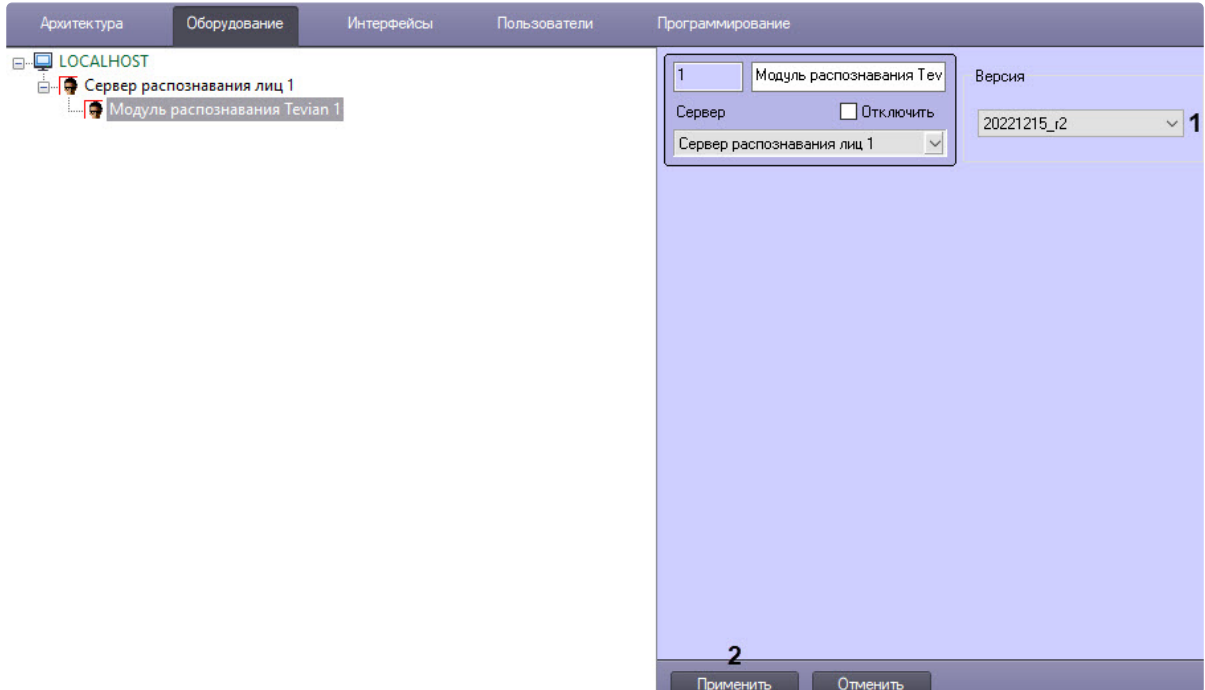 Архитектура Оборудование Интерфейсы Пользователи Программирование
LOCALHOST
Сервер распознавания лиц 1
Модуль распознавания Tevian 1
1 Модуль распознавания Tev
Сервер Отключить
Сервер распознавания лиц 1
Версия
20221215_r2 1
2
Применить Отменить